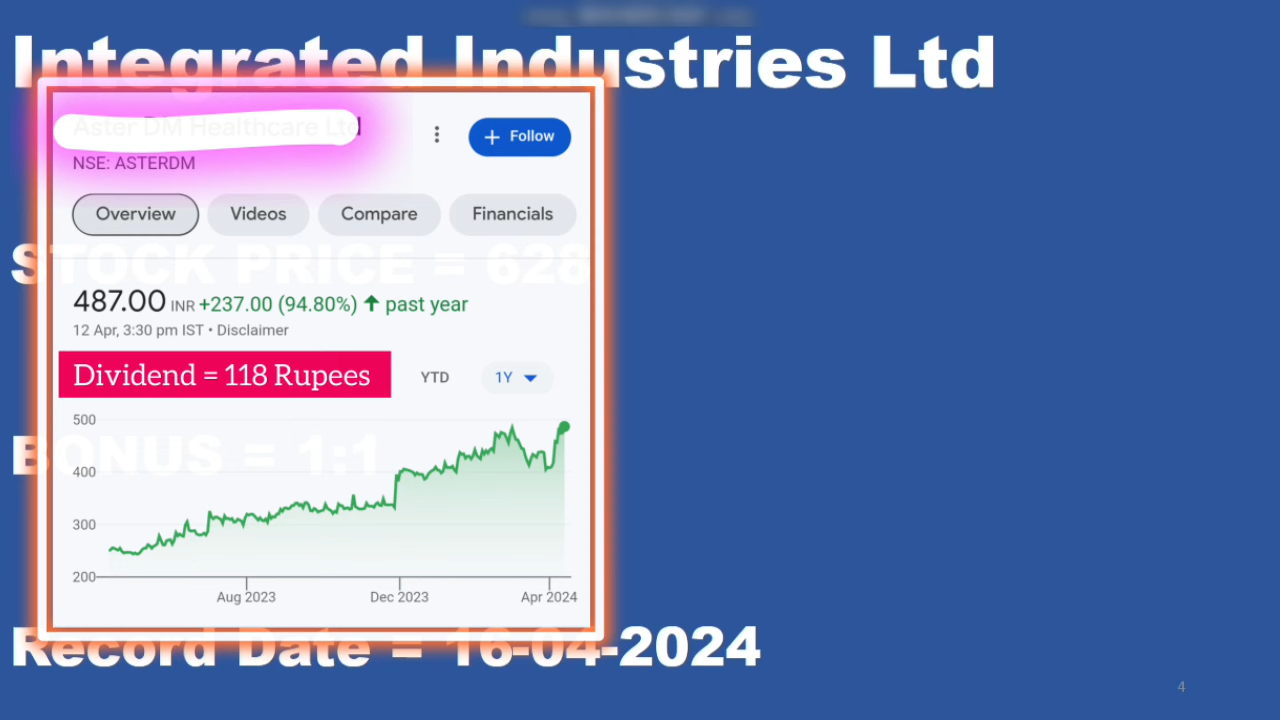 Integrated Industries Ltd
Aster DM Healthcare Ltd
+ Follow
NSE: ASTERDM
Overview
Videos
Compare
Financials
STOCK PRICE = 628
487.00 INR +237.00 (94.80%) ↑ past year
12 Apr, 3:30 pm IST • Disclaimer
Dividend = 118 Rupees
YTD
1Y
500
BONUS = 1:1
400
300
200
Aug 2023
Dec 2023
Apr 2024
Record Date = 16-04-2024
4